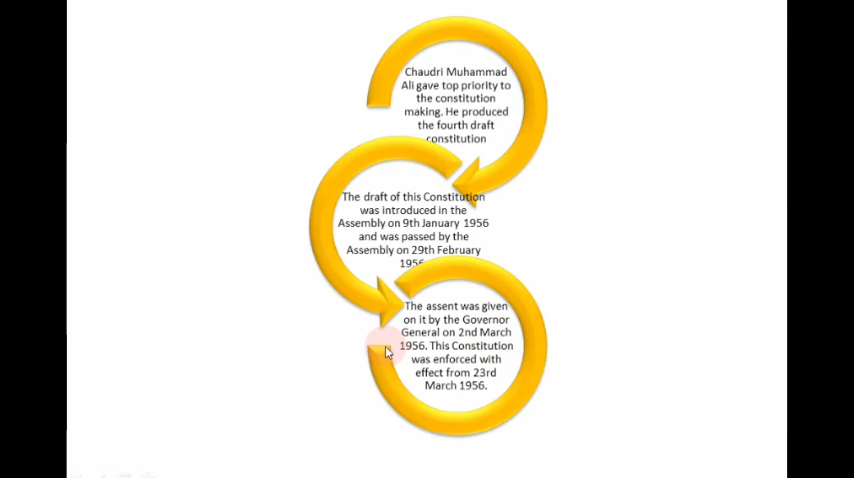 Chaudri Muhammad
Ali gave top priority to
the constitution
making. He produced
the fourth draft
constitution
The draft of this Constitution
was introduced in the
Assembly on 9th January 1956
and was passed by the
Assembly on 29th February
1956
The assent was given
on it by the Governor
General on 2nd March
1956. This Constitution
was enforced with
effect from 23rd
March 1956.